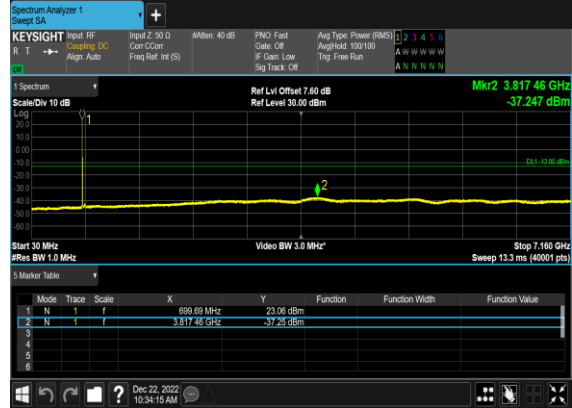 Spectrum Analyzer 1
Swept SA
+
KEYSIGHT Input: RF Input Z: 50 Ω #Atten: 40 dB PNO: Fast Avg Type: Power (RMS) 1 2 3 4 5 6
R T Coupling: DC Corr CCorr Gate: Off Avg|Hold: 100/100 A W W W W W
Align: Auto Freq Ref: Int (S) IF Gain: Low Trig: Free Run
Sig Track: Off A N N N N N
1 Spectrum Ref Lvl Offset 7.60 dB Mkr2 3.817 46 GHz
Scale/Div 10 dB Ref Level 30.00 dBm -37.247 dBm
Log
1
20.0
10.0
0.00
-10.0
DL1 -13.00 dBm
-20.0
-30.0
2
-40.0
-50.0
-60.0
Start 30 MHz Video BW 3.0 MHz* Stop 7.160 GHz
#Res BW 1.0 MHz Sweep 13.3 ms (40001 pts)
5 Marker Table
Mode Trace Scale X Y Function Function Width Function Value
1 N 1 f 699.69 MHz 23.06 dBm
2 N 1 f 3.817 46 GHz -37.25 dBm
3
4
5
6
? Dec 22, 2022
10:34:15 AM